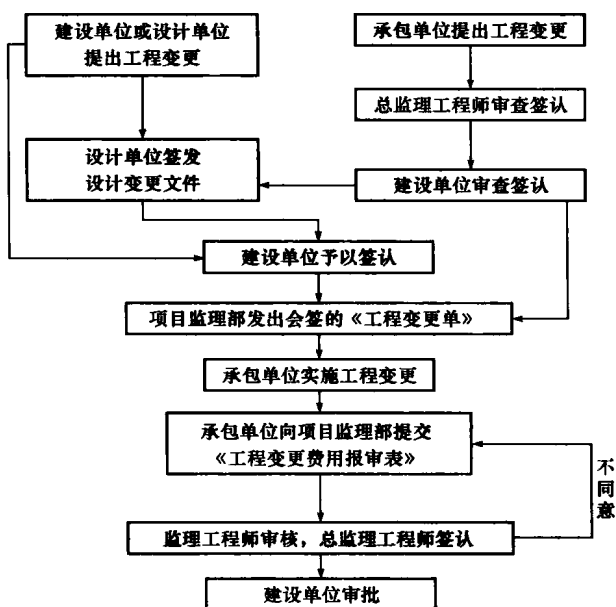 建设单位或设计单位
提出工程变更
承包单位提出工程变更
总监理工程师审查签认
设计单位签发
设计变更文件
建设单位审查签认
建设单位予以签认
项目监理部发出会签的《工程变更单》
承包单位实施工程变更
承包单位向项目监理部提交
《工程变更费用报审表》
不同意
监理工程师审核，总监理工程师签认
建设单位审批